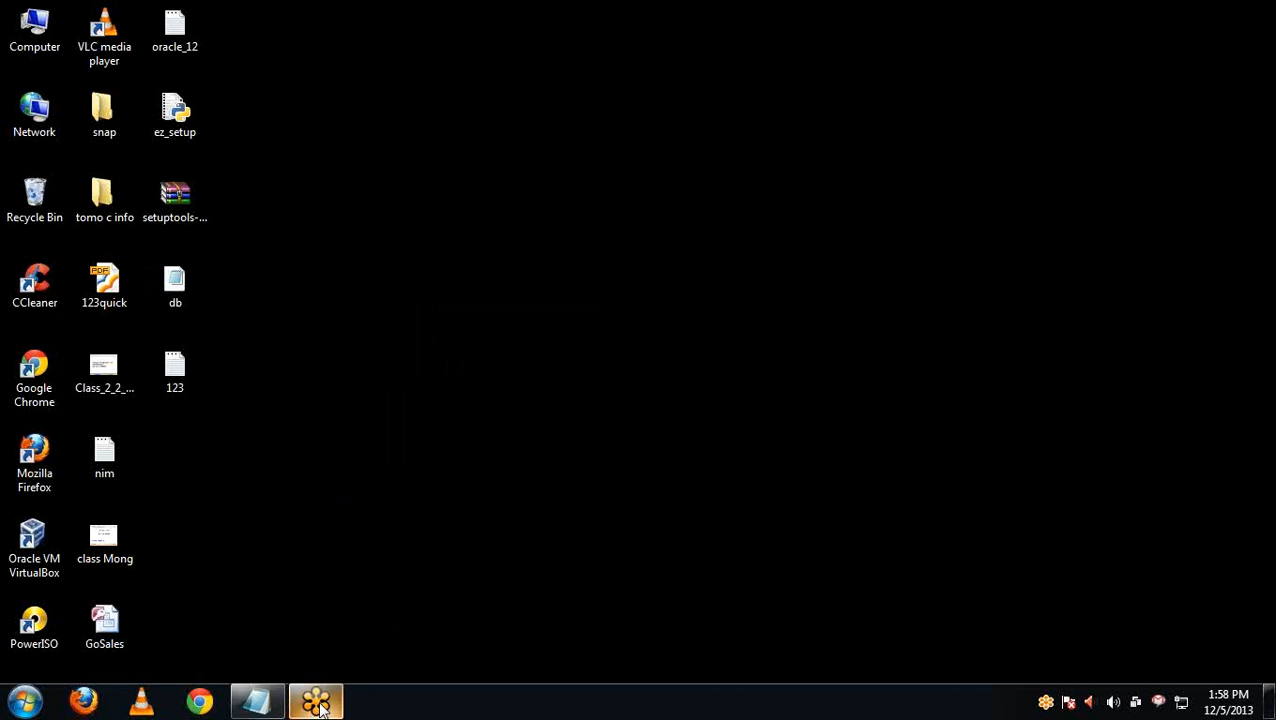 Computer
VLC media
player
oracle_12
Network
snap
ez_setup
Recycle Bin
tomo c info
setuptools-...
CCleaner
PDF
123quick
db
Google
Chrome
Class_2_2_...
123
Mozilla
Firefox
nim
Oracle VM
VirtualBox
class Mong
PowerISO
GoSales
1:58 PM
12/5/2013